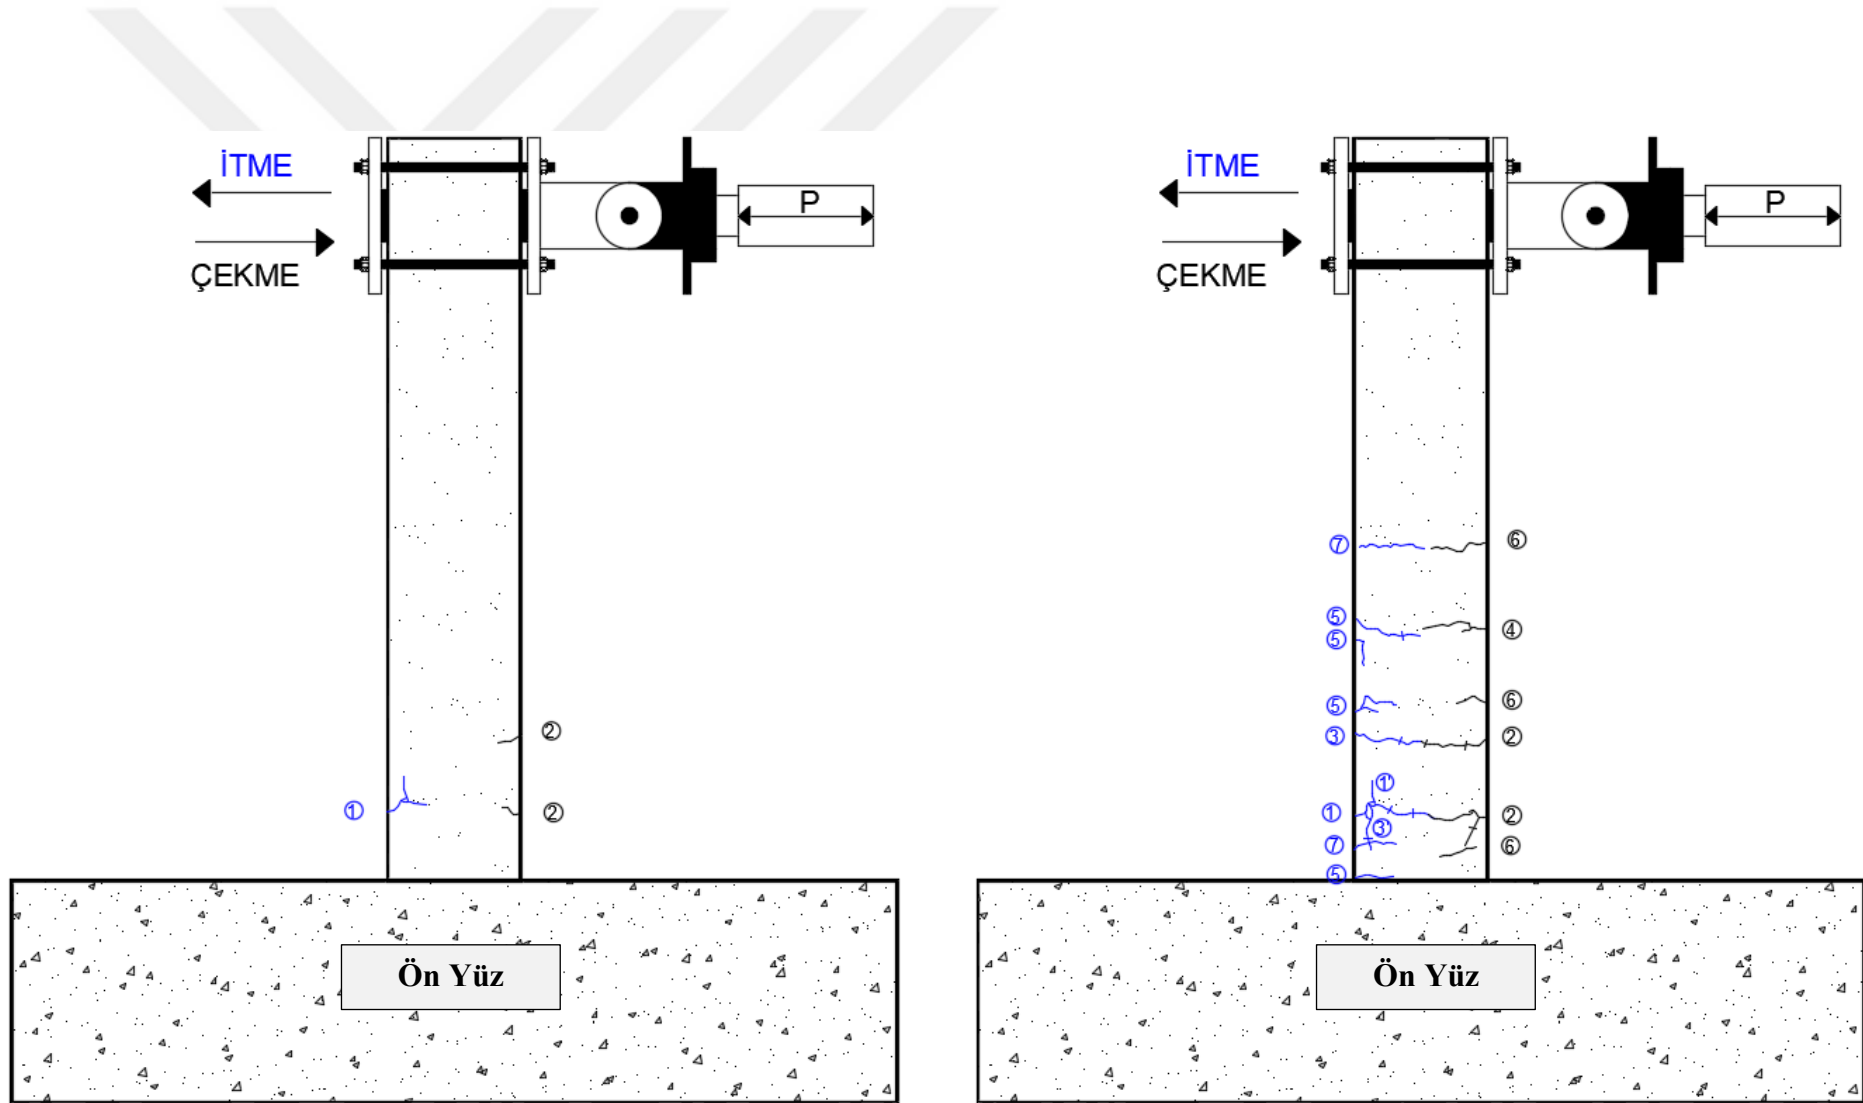 İTME
P
ÇEKME
②
①
②
Ön Yüz
İTME
P
ÇEKME
⑦
⑥
⑤
④
⑤
⑤
⑥
③
②
①'
①
②
③'
⑦
⑥
⑤
Ön Yüz